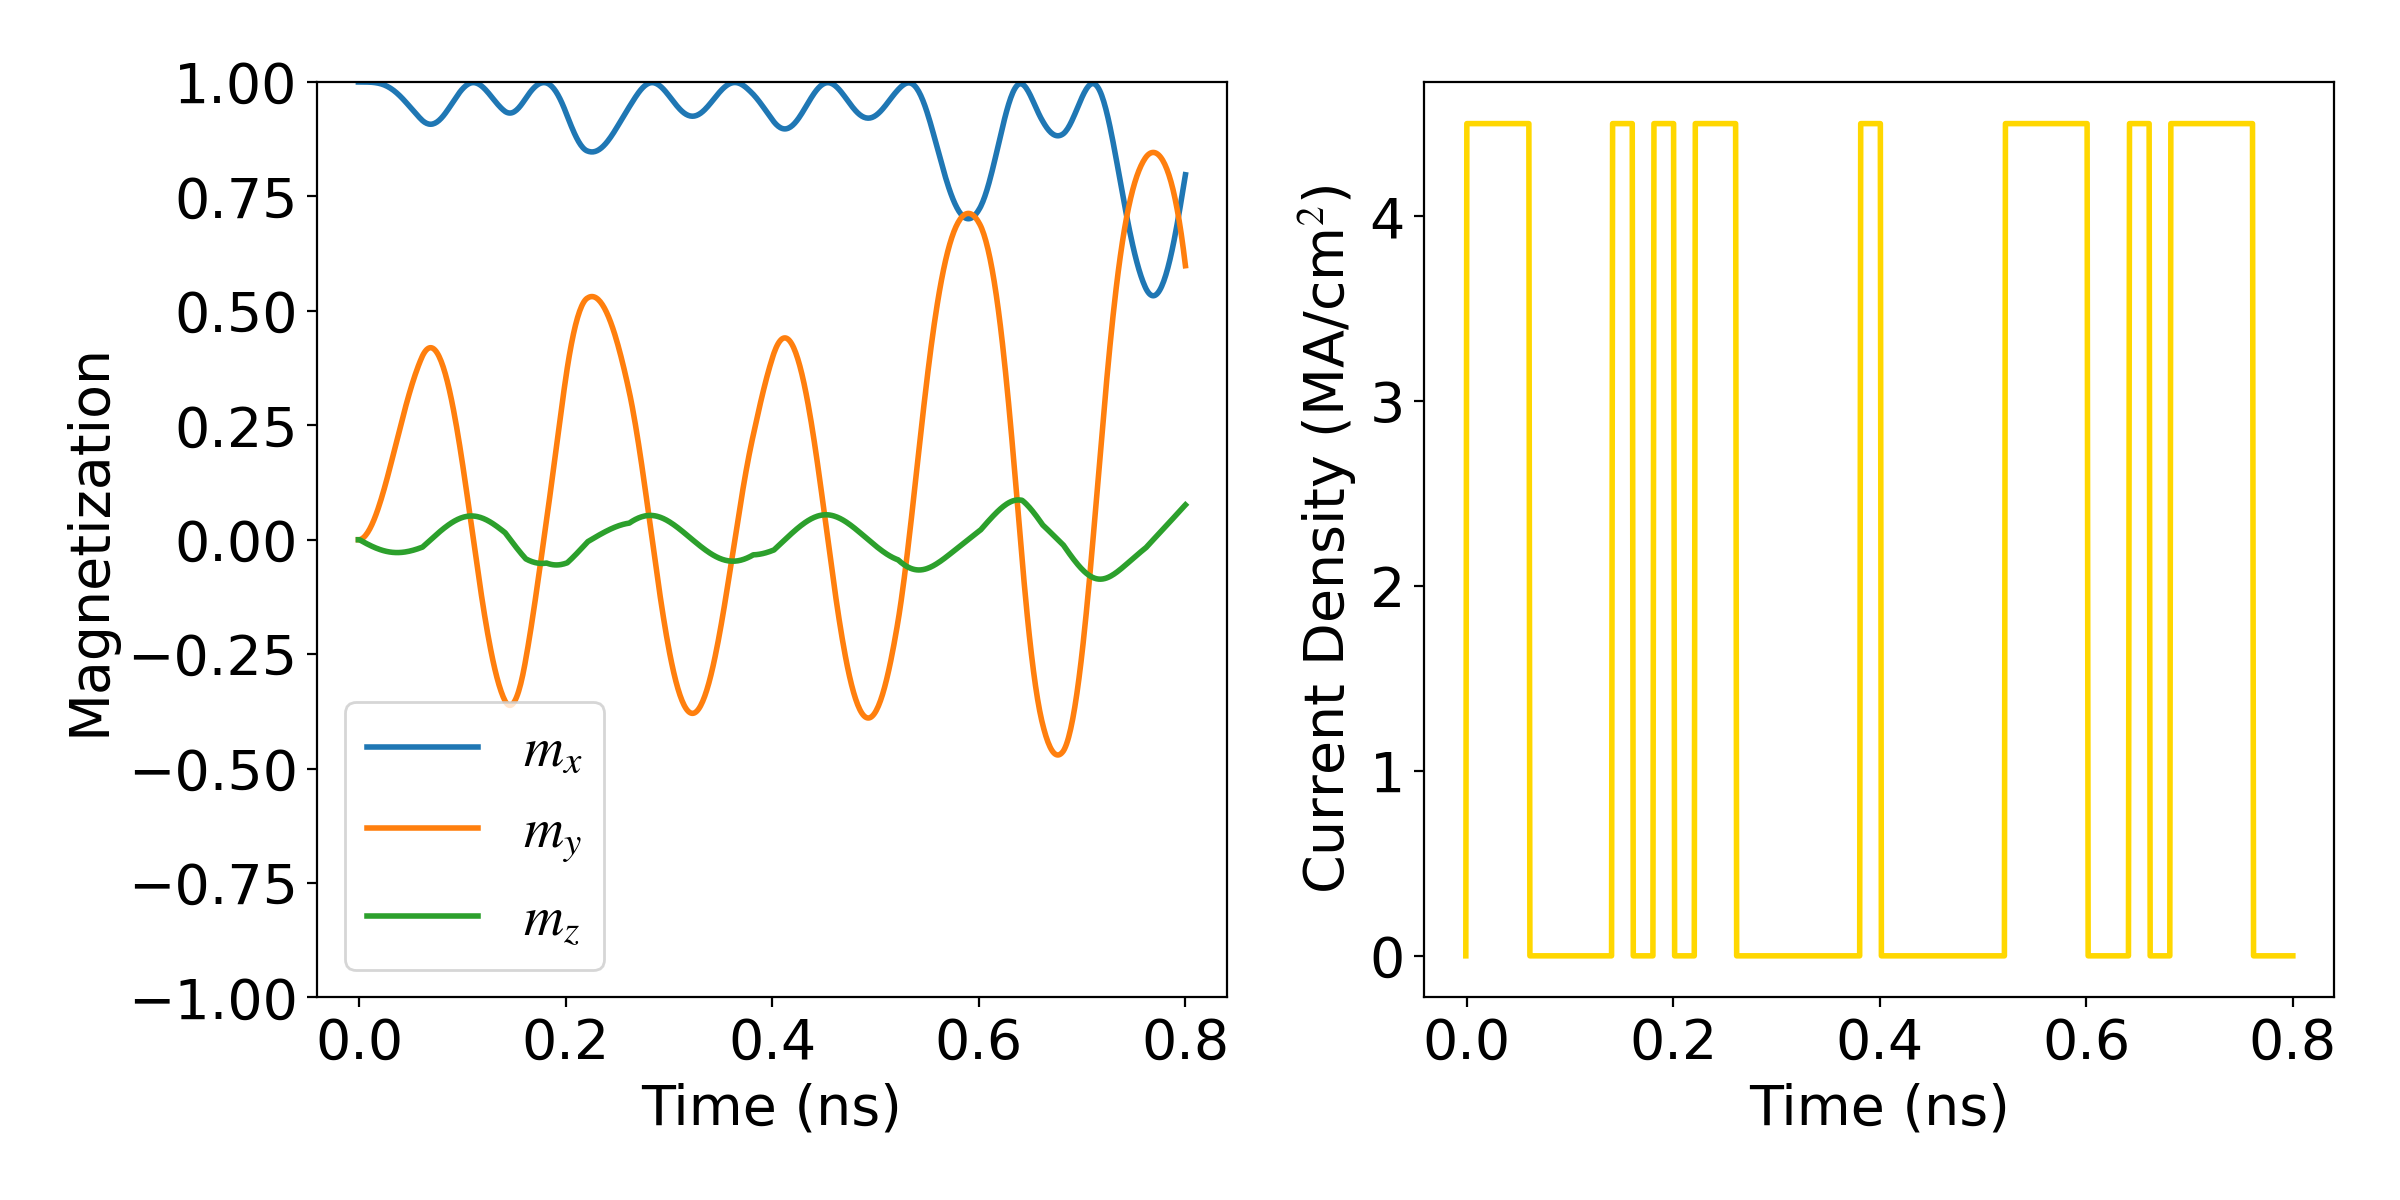 1.00
0.75
0.50
0.25
0.00
−0.25
−0.50
−0.75
−1.00
Magnetization
0.0 0.2 0.4 0.6 0.8
Time (ns)
m_x
m_y
m_z
4
3
2
1
0
Current Density (MA/cm²)
0.0 0.2 0.4 0.6 0.8
Time (ns)